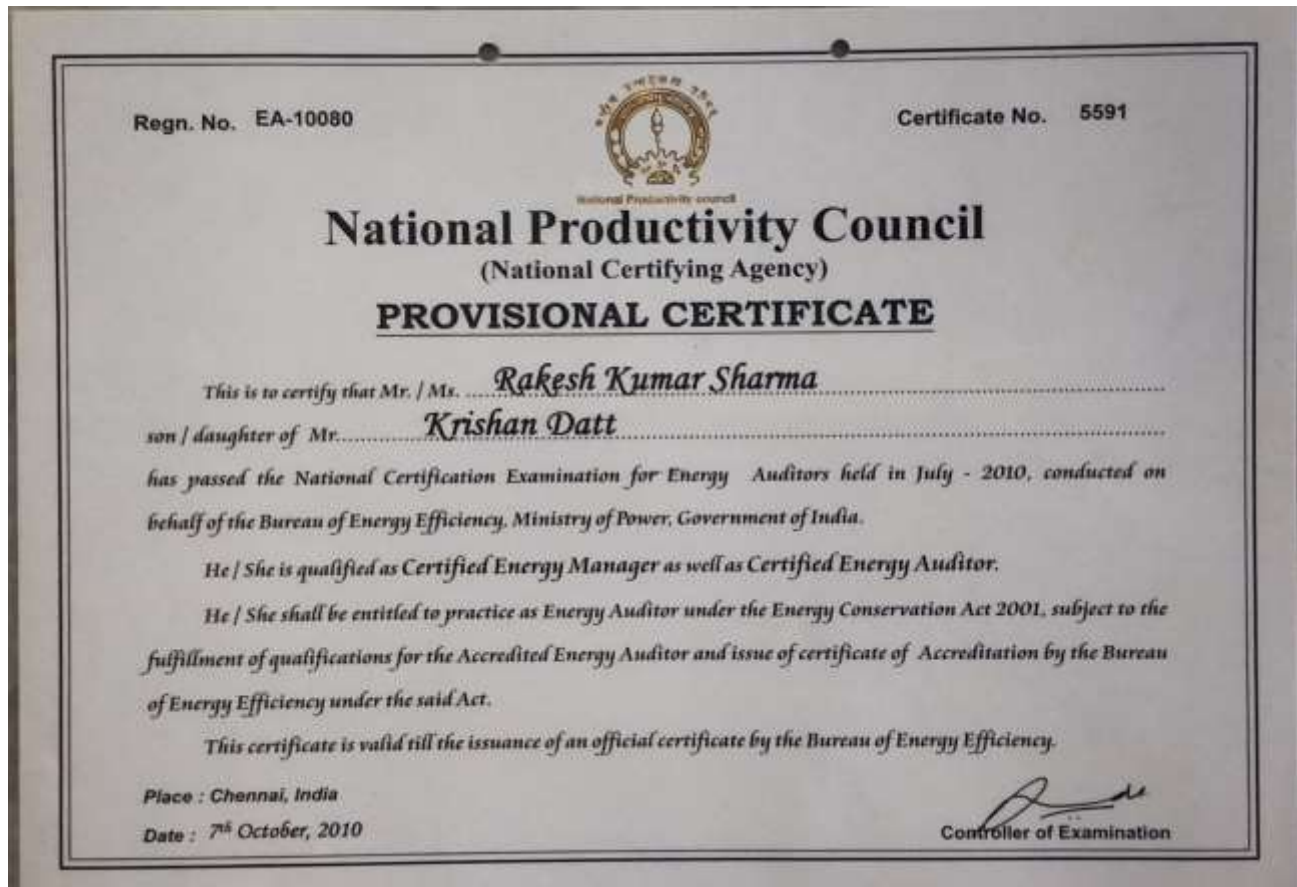 Regn. No. EA-10080
Certificate No. 5591
National Productivity council
National Productivity Council
(National Certifying Agency)
PROVISIONAL CERTIFICATE
This is to certify that Mr. / Ms. ..... Rakesh Kumar Sharma
son / daughter of Mr. ............ Krishan Datt
has passed the National Certification Examination for Energy Auditors held in July - 2010, conducted on
behalf of the Bureau of Energy Efficiency, Ministry of Power, Government of India.
He / She is qualified as Certified Energy Manager as well as Certified Energy Auditor.
He / She shall be entitled to practice as Energy Auditor under the Energy Conservation Act 2001, subject to the
fulfillment of qualifications for the Accredited Energy Auditor and issue of certificate of Accreditation by the Bureau
of Energy Efficiency under the said Act.
This certificate is valid till the issuance of an official certificate by the Bureau of Energy Efficiency.
Place : Chennai, India
Date : 7th October, 2010
Controller of Examination